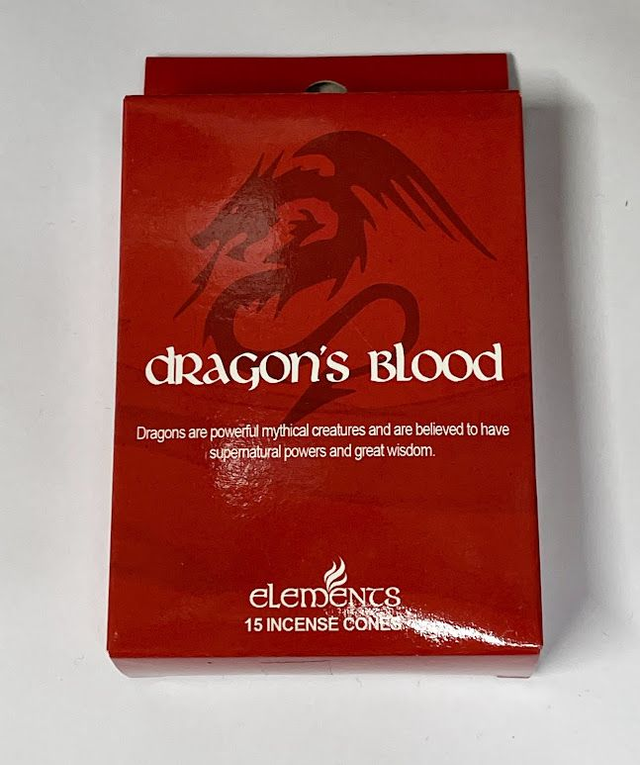 dragon's blood
Dragons are powerful mythical creatures and are believed to have
supernatural powers and great wisdom.
elements
15 INCENSE CONES